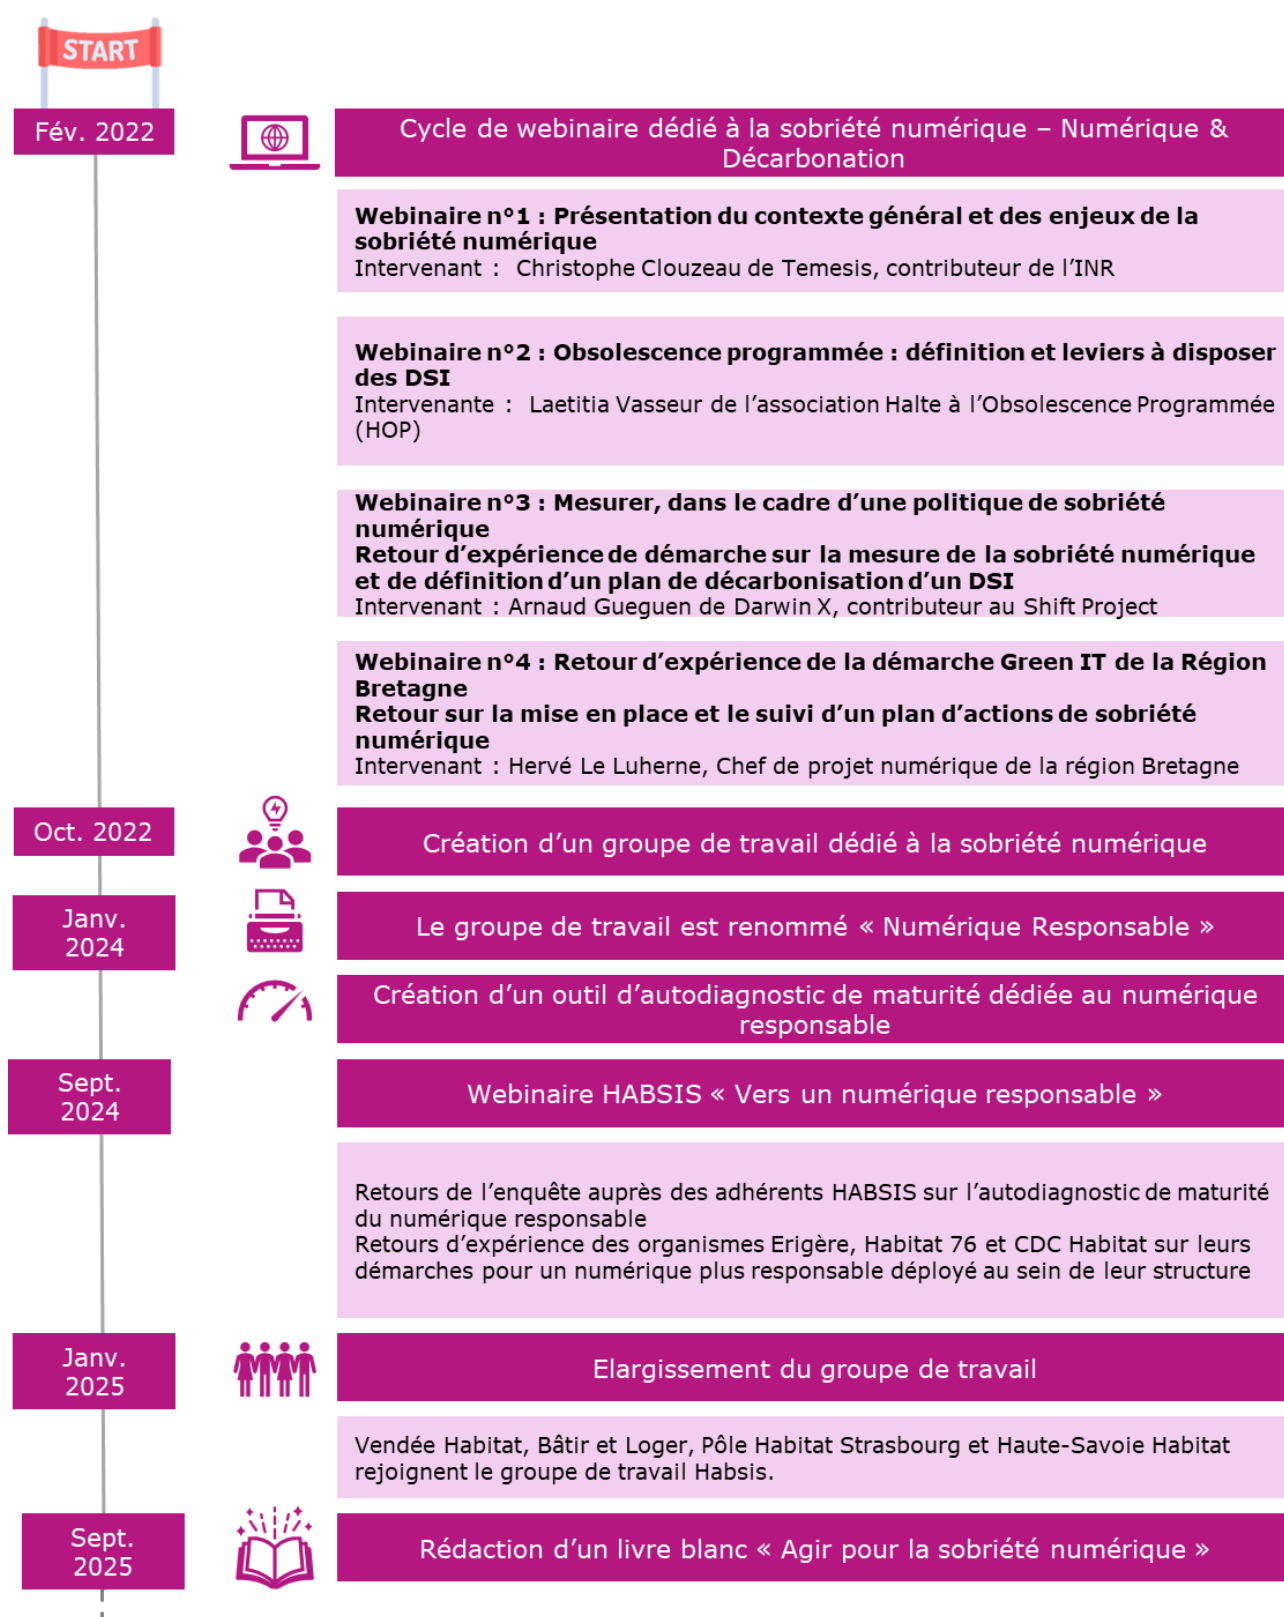 START
Fév. 2022
Cycle de webinaire dédié à la sobriété numérique – Numérique &
Décarbonation
Webinaire n°1 : Présentation du contexte général et des enjeux de la
sobriété numérique
Intervenant : Christophe Clouzeau de Temesis, contributeur de l’INR
Webinaire n°2 : Obsolescence programmée : définition et leviers à disposer
des DSI
Intervenante : Laetitia Vasseur de l’association Halte à l’Obsolescence Programmée
(HOP)
Webinaire n°3 : Mesurer, dans le cadre d’une politique de sobriété
numérique
Retour d’expérience de démarche sur la mesure de la sobriété numérique
et de définition d’un plan de décarbonisation d’un DSI
Intervenant : Arnaud Gueguen de Darwin X, contributeur au Shift Project
Webinaire n°4 : Retour d’expérience de la démarche Green IT de la Région
Bretagne
Retour sur la mise en place et le suivi d’un plan d’actions de sobriété
numérique
Intervenant : Hervé Le Luherne, Chef de projet numérique de la région Bretagne
Oct. 2022
Création d’un groupe de travail dédié à la sobriété numérique
Janv.
2024
Le groupe de travail est renommé « Numérique Responsable »
Création d’un outil d’autodiagnostic de maturité dédiée au numérique
responsable
Sept.
2024
Webinaire HABSIS « Vers un numérique responsable »
Retours de l’enquête auprès des adhérents HABSIS sur l’autodiagnostic de maturité
du numérique responsable
Retours d’expérience des organismes Erigère, Habitat 76 et CDC Habitat sur leurs
démarches pour un numérique plus responsable déployé au sein de leur structure
Janv.
2025
Elargissement du groupe de travail
Vendée Habitat, Bâtir et Loger, Pôle Habitat Strasbourg et Haute-Savoie Habitat
rejoignent le groupe de travail Habsis.
Sept.
2025
Rédaction d’un livre blanc « Agir pour la sobriété numérique »